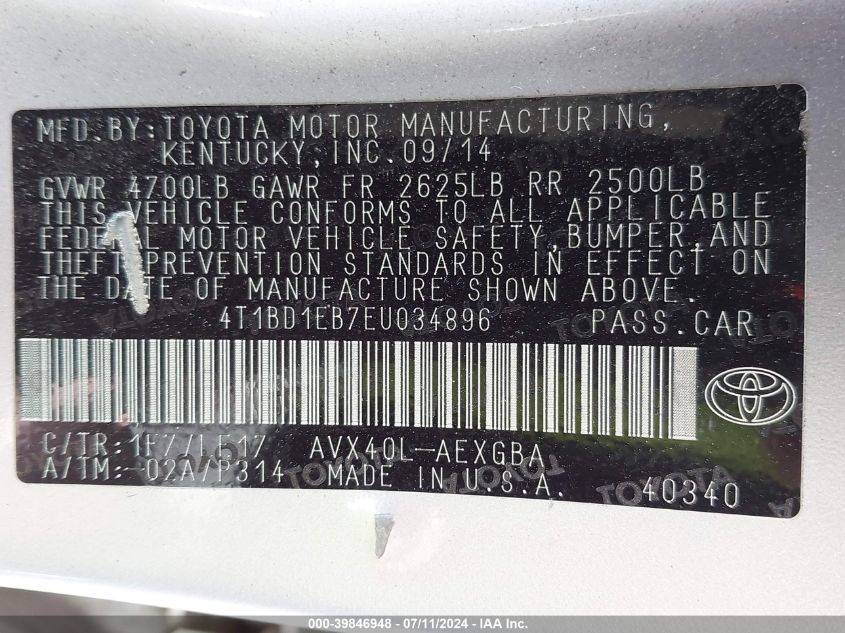 MFD. BY: TOYOTA MOTOR MANUFACTURING,
KENTUCKY, INC. 09/14
GVWR 4700LB GAWR FR 2625LB RR 2500LB
THIS VEHICLE CONFORMS TO ALL APPLICABLE
FEDERAL MOTOR VEHICLE SAFETY, BUMPER, AND
THEFT PREVENTION STANDARDS IN EFFECT ON
THE DATE OF MANUFACTURE SHOWN ABOVE.
4T1BD1EB7EU034896 PASS. CAR
C/TR: 1F7/LF17 AVX40L-AEXGBA
A/TM: -02A/P314 MADE IN U.S.A. 40340
000-39846948 - 07/11/2024 - IAA Inc.